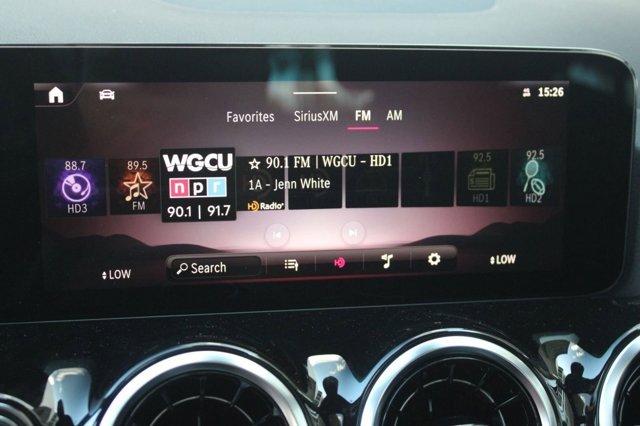 15:26
Favorites SiriusXM FM AM
88.7
HD3
89.5
FM
WGCU
npr
90.1 | 91.7
90.1 FM | WGCU - HD1
1A - Jenn White
HD Radio
92.5
HD1
92.5
HD2
LOW
Search
LOW